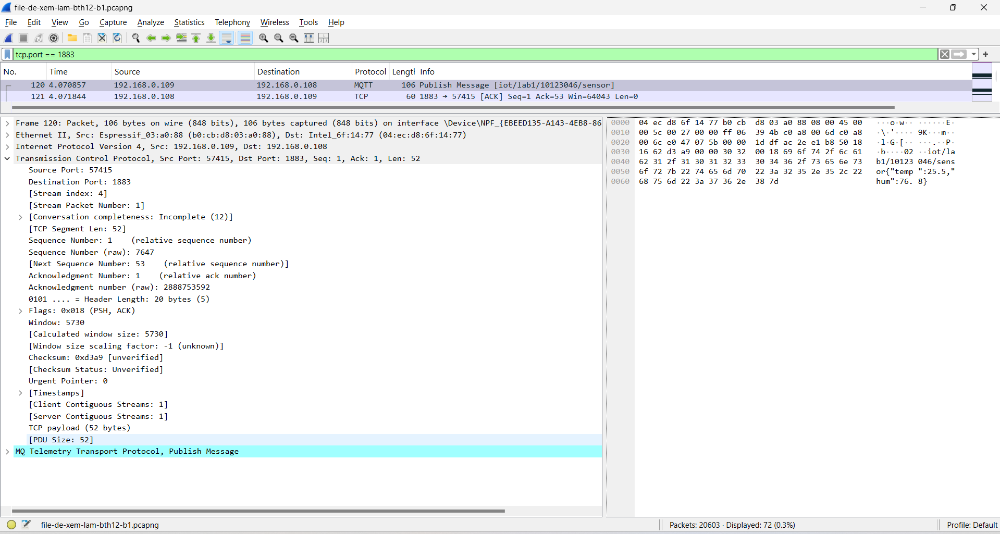 file-de-xem-lam-bth12-b1.pcapng
File Edit View Go Capture Analyze Statistics Telephony Wireless Tools Help
tcp.port == 1883
No. Time Source Destination Protocol Lengtl Info
120 4.070857 192.168.0.109 192.168.0.108 MQTT 106 Publish Message [iot/lab1/10123046/sensor]
121 4.071844 192.168.0.108 192.168.0.109 TCP 60 1883 → 57415 [ACK] Seq=1 Ack=53 Win=64043 Len=0
Frame 120: Packet, 106 bytes on wire (848 bits), 106 bytes captured (848 bits) on interface \Device\NPF_{EBEED135-A143-4EB8-86
Ethernet II, Src: Espressif_03:a0:88 (b0:cb:d8:03:a0:88), Dst: Intel_6f:14:77 (04:ec:d8:6f:14:77)
Internet Protocol Version 4, Src: 192.168.0.109, Dst: 192.168.0.108
Transmission Control Protocol, Src Port: 57415, Dst Port: 1883, Seq: 1, Ack: 1, Len: 52
Source Port: 57415
Destination Port: 1883
[Stream index: 4]
[Stream Packet Number: 1]
[Conversation completeness: Incomplete (12)]
[TCP Segment Len: 52]
Sequence Number: 1    (relative sequence number)
Sequence Number (raw): 7647
[Next Sequence Number: 53    (relative sequence number)]
Acknowledgment Number: 1    (relative ack number)
Acknowledgment number (raw): 2888753592
0101 .... = Header Length: 20 bytes (5)
Flags: 0x018 (PSH, ACK)
Window: 5730
[Calculated window size: 5730]
[Window size scaling factor: -1 (unknown)]
Checksum: 0xd3a9 [unverified]
[Checksum Status: Unverified]
Urgent Pointer: 0
[Timestamps]
[Client Contiguous Streams: 1]
[Server Contiguous Streams: 1]
TCP payload (52 bytes)
[PDU Size: 52]
MQ Telemetry Transport Protocol, Publish Message
0000 04 ec d8 6f 14 77 b0 cb d8 03 a0 88 08 00 45 00 ···o·w·· ······E·
0010 00 5c 00 27 00 00 ff 06 39 4b c0 a8 00 6d c0 a8 ·\·'···· 9K···m··
0020 00 6c e0 47 07 5b 00 00 1d df ac 2e e1 b8 50 18 ·l·G·[·· ···.··P·
0030 16 62 d3 a9 00 00 30 32 00 18 69 6f 74 2f 6c 61 ·b····02 ··iot/la
0040 62 31 2f 31 30 31 32 33 30 34 36 2f 73 65 6e 73 b1/10123 046/sens
0050 6f 72 7b 22 74 65 6d 70 22 3a 32 35 2e 35 2c 22 or{"temp ":25.5,"
0060 68 75 6d 22 3a 37 36 2e 38 7d hum":76. 8}
file-de-xem-lam-bth12-b1.pcapng
Packets: 20603 · Displayed: 72 (0.3%)
Profile: Default